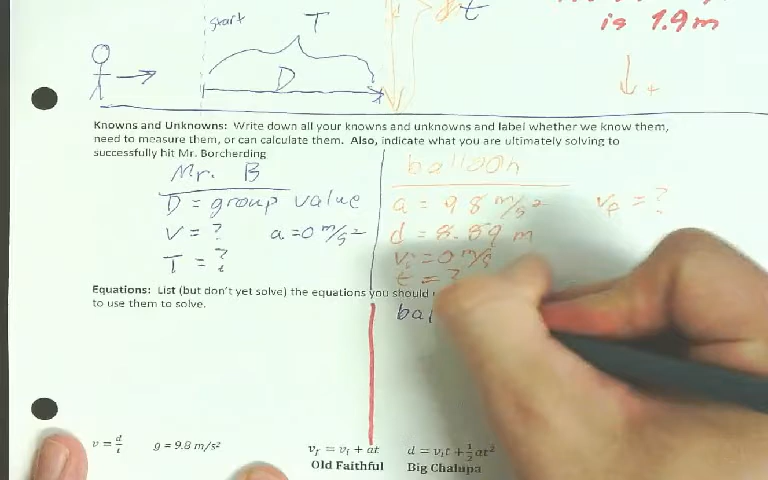 start
T
t
is 1.9m
D
+
Knowns and Unknowns: Write down all your knowns and unknowns and label whether we know them,
need to measure them, or can calculate them. Also, indicate what you are ultimately solving to
successfully hit Mr. Borcherding
Mr. B
D = group value
V = ? a = 0 m/s²
T = ?
balloon
a = 9.8 m/s² vf = ?
d = 8.89 m
vi = 0 m/s
t = ?
Equations: List (but don't yet solve) the equations you should
to use them to solve.
bal
v = d/t g = 9.8 m/s² vf = vi + at d = vit + ½at²
Old Faithful Big Chalupa